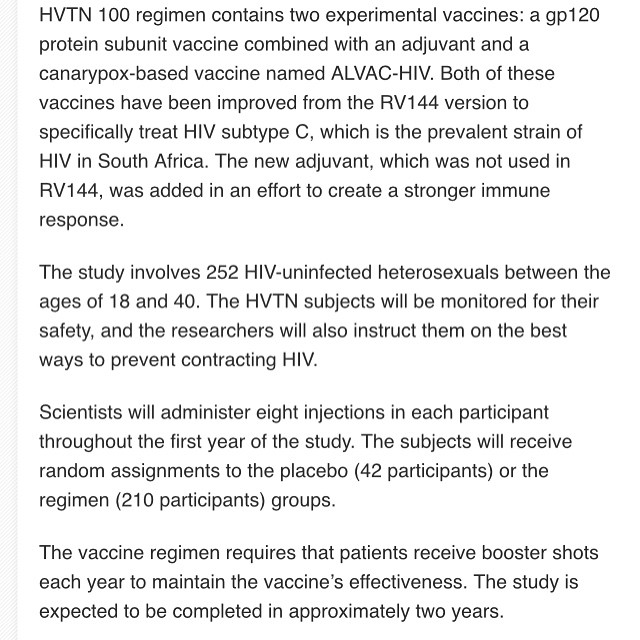 HVTN 100 regimen contains two experimental vaccines: a gp120
protein subunit vaccine combined with an adjuvant and a
canarypox-based vaccine named ALVAC-HIV. Both of these
vaccines have been improved from the RV144 version to
specifically treat HIV subtype C, which is the prevalent strain of
HIV in South Africa. The new adjuvant, which was not used in
RV144, was added in an effort to create a stronger immune
response.
The study involves 252 HIV-uninfected heterosexuals between the
ages of 18 and 40. The HVTN subjects will be monitored for their
safety, and the researchers will also instruct them on the best
ways to prevent contracting HIV.
Scientists will administer eight injections in each participant
throughout the first year of the study. The subjects will receive
random assignments to the placebo (42 participants) or the
regimen (210 participants) groups.
The vaccine regimen requires that patients receive booster shots
each year to maintain the vaccine’s effectiveness. The study is
expected to be completed in approximately two years.